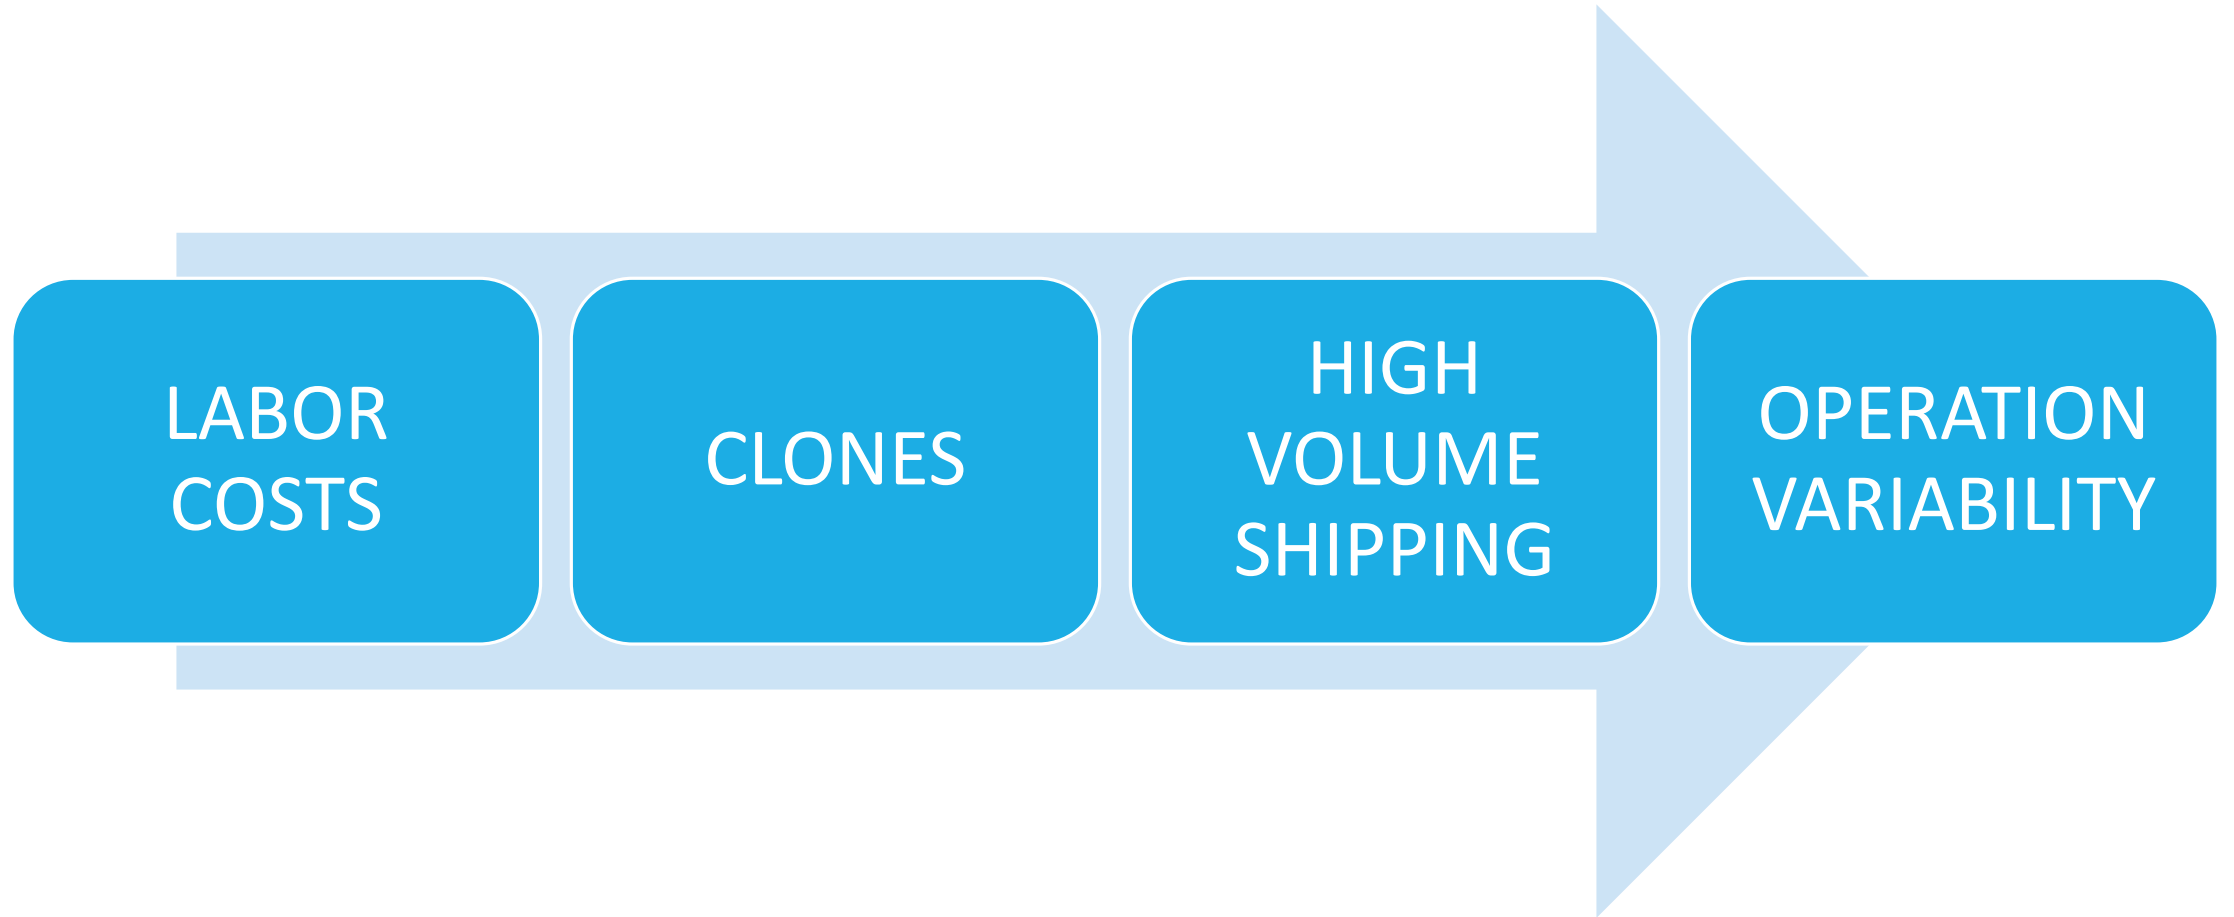 LABOR
COSTS
CLONES
HIGH
VOLUME
SHIPPING
OPERATION
VARIABILITY